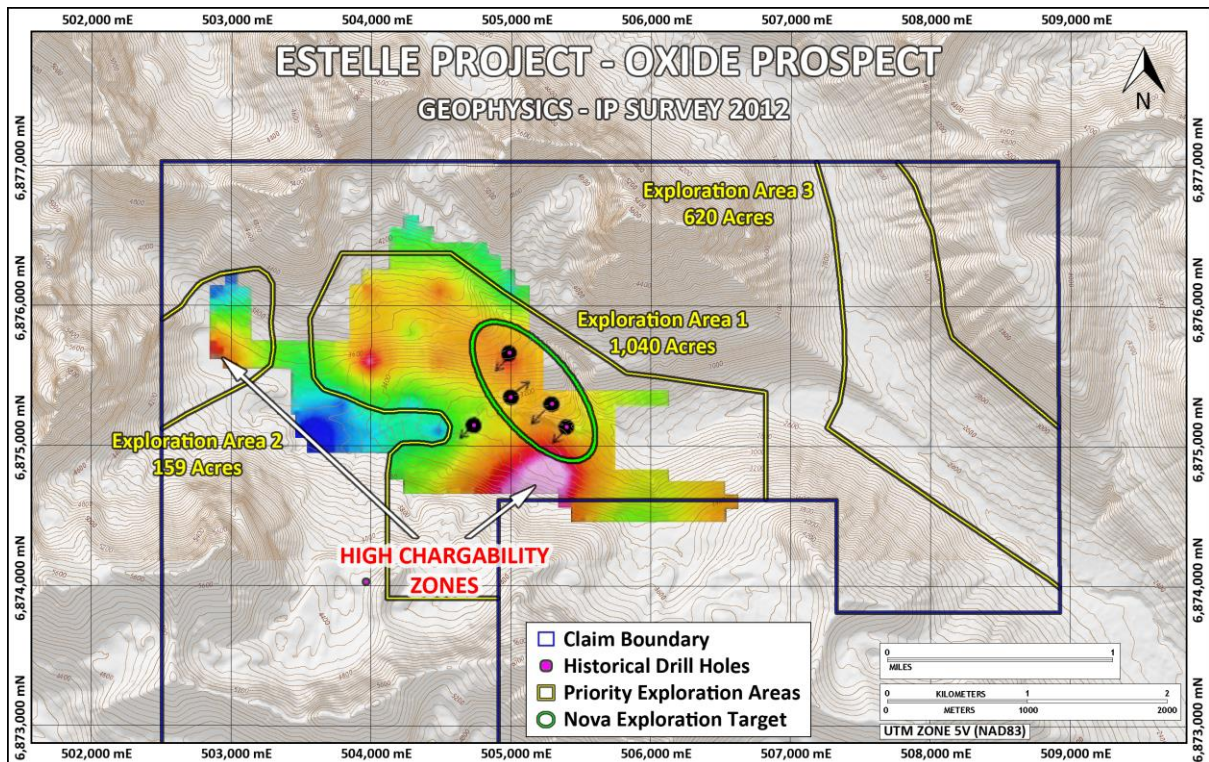 502,000 mE 503,000 mE 504,000 mE 505,000 mE 506,000 mE 507,000 mE 508,000 mE 509,000 mE
ESTELLE PROJECT - OXIDE PROSPECT
GEOPHYSICS - IP SURVEY 2012
N
6,877,000 mN
6,877,000 mN
Exploration Area 3
620 Acres
6,876,000 mN
6,876,000 mN
Exploration Area 1
1,040 Acres
Exploration Area 2
159 Acres
6,875,000 mN
6,875,000 mN
HIGH CHARGABILITY
ZONES
6,874,000 mN
6,874,000 mN
Claim Boundary
Historical Drill Holes
Priority Exploration Areas
Nova Exploration Target
0 1
MILES
0 KILOMETERS 1 2
0 METERS 1000 2000
UTM ZONE 5V (NAD83)
6,873,000 mN
6,873,000 mN
502,000 mE 503,000 mE 504,000 mE 505,000 mE 506,000 mE 507,000 mE 508,000 mE 509,000 mE